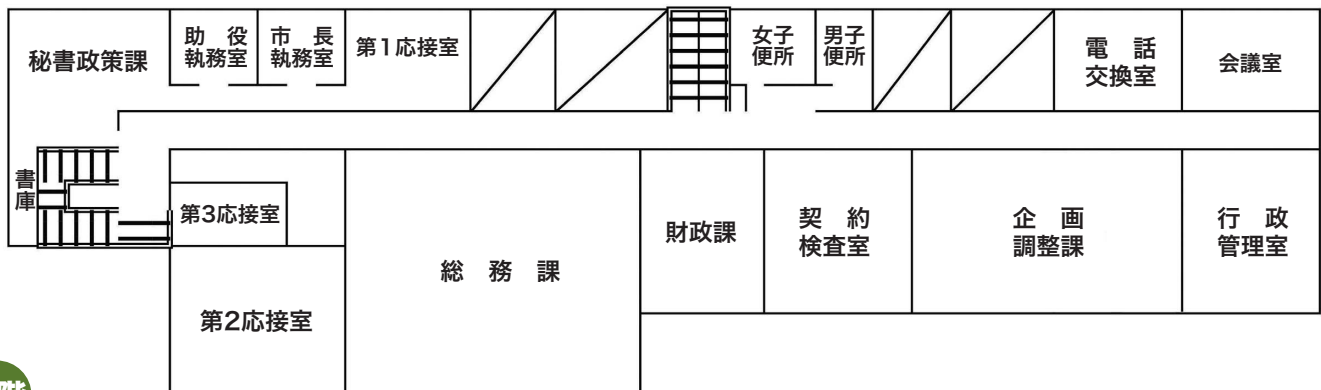 秘書政策課
助 役
執務室
市 長
執務室
第1応接室
女子
便所
男子
便所
電 話
交換室
会議室
書庫
第3応接室
第2応接室
総 務 課
財政課
契 約
検査室
企 画
調整課
行 政
管理室